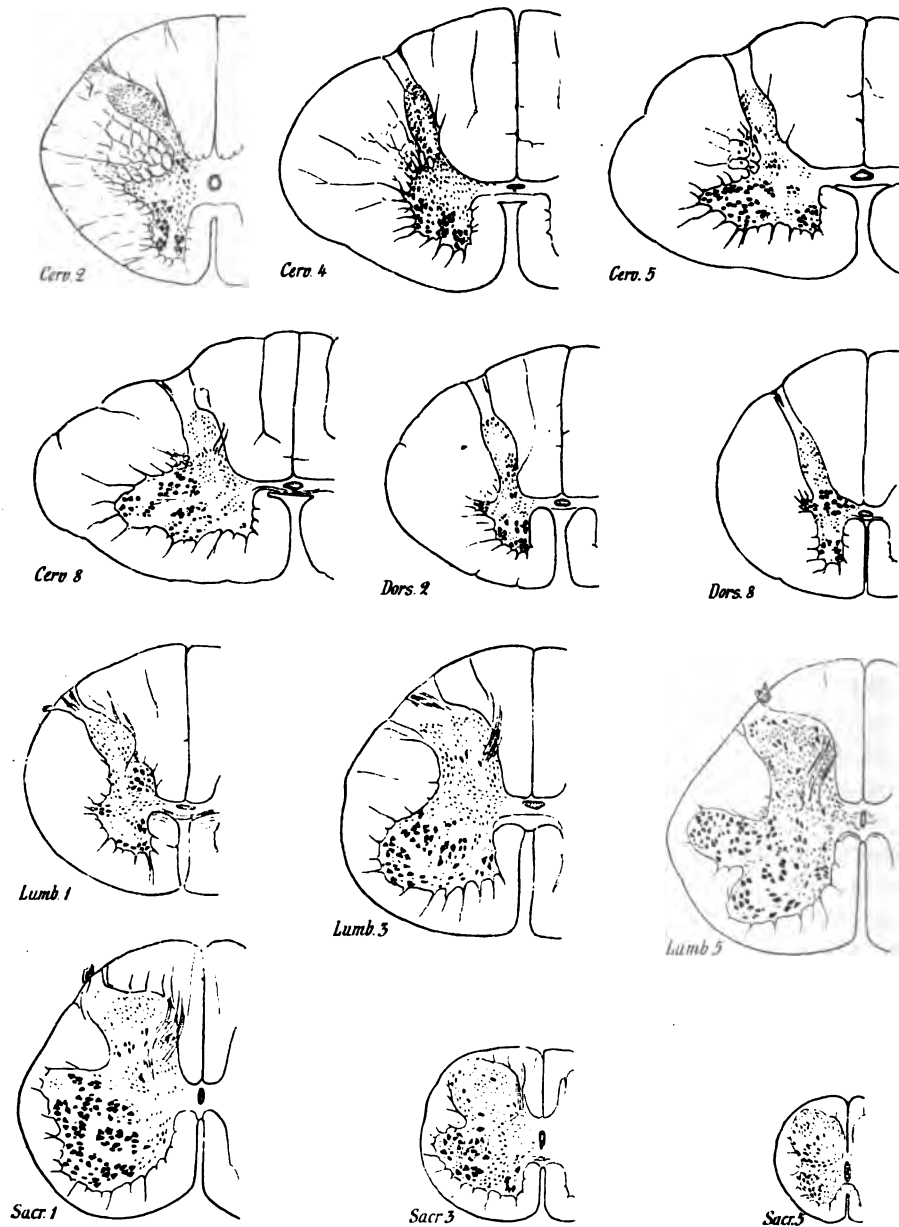 Cerv. 2
Cerv. 4
Cerv. 5
Cerv 8
Dors. 2
Dors. 8
Lumb. 1
Lumb. 3
Lumb 5
Sacr. 1
Sacr 3
Sacr. 5